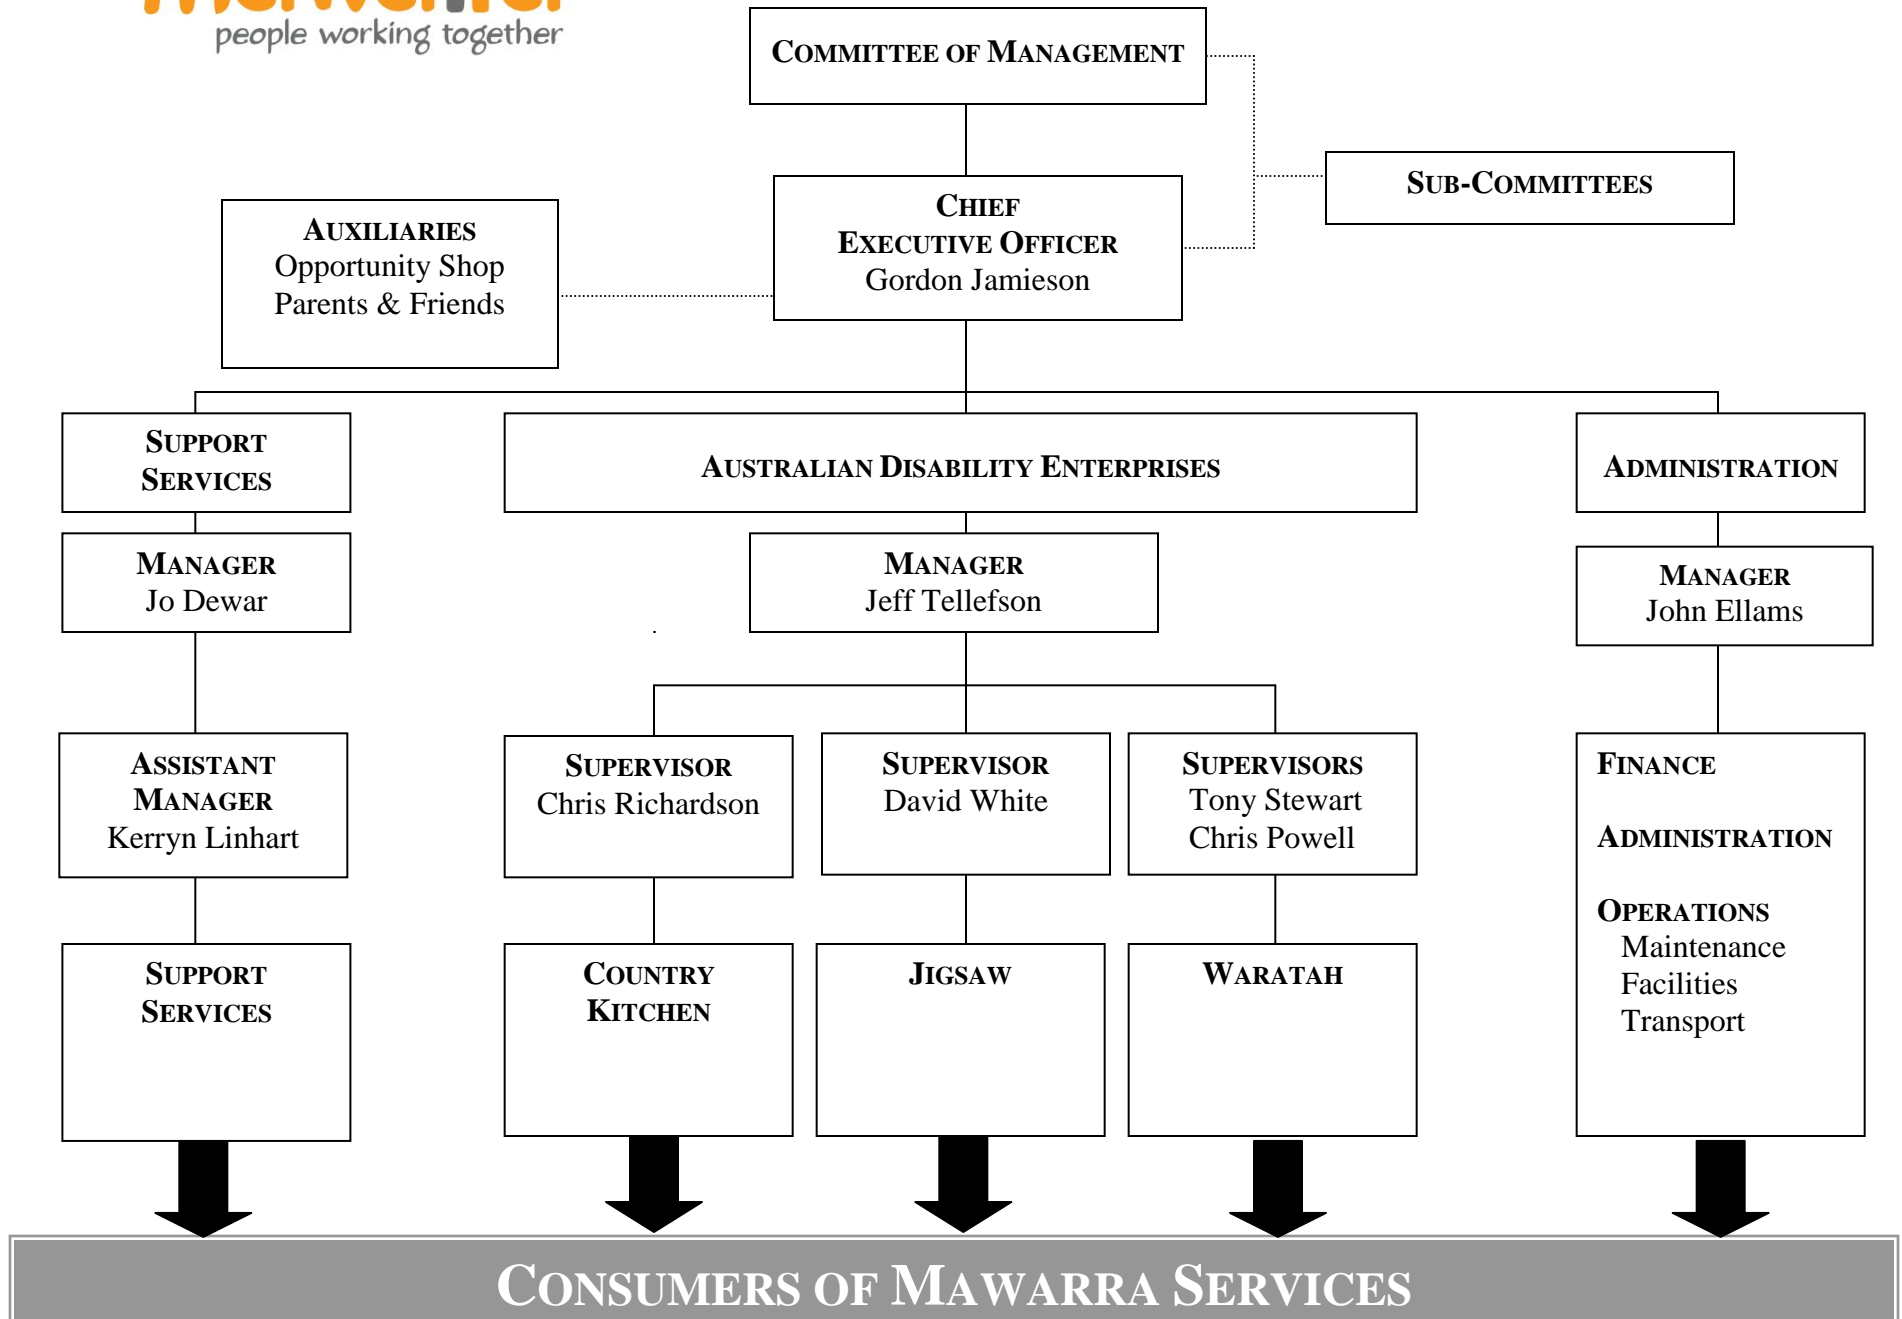 people working together
COMMITTEE OF MANAGEMENT
SUB-COMMITTEES
CHIEF
EXECUTIVE OFFICER
Gordon Jamieson
AUXILIARIES
Opportunity Shop
Parents & Friends
SUPPORT
SERVICES
AUSTRALIAN DISABILITY ENTERPRISES
ADMINISTRATION
MANAGER
Jo Dewar
MANAGER
Jeff Tellefson
MANAGER
John Ellams
ASSISTANT
MANAGER
Kerryn Linhart
SUPERVISOR
Chris Richardson
SUPERVISOR
David White
SUPERVISORS
Tony Stewart
Chris Powell
FINANCE
ADMINISTRATION
OPERATIONS
Maintenance
Facilities
Transport
SUPPORT
SERVICES
COUNTRY
KITCHEN
JIGSAW
WARATAH
CONSUMERS OF MAWARRA SERVICES